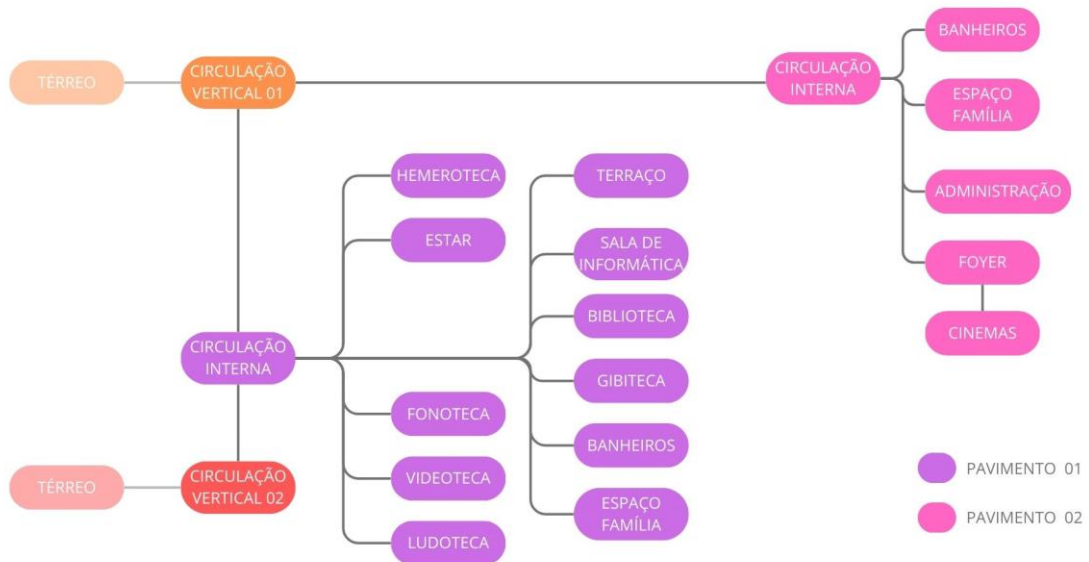 TÉRREO
CIRCULAÇÃO
VERTICAL 01
CIRCULAÇÃO
INTERNA
BANHEIROS
ESPAÇO
FAMÍLIA
ADMINISTRAÇÃO
FOYER
CINEMAS
HEMEROTECA
ESTAR
TERRAÇO
SALA DE
INFORMÁTICA
BIBLIOTECA
CIRCULAÇÃO
INTERNA
GIBITECA
FONOTECA
BANHEIROS
VIDEOTECA
ESPAÇO
FAMÍLIA
LUDOTECA
TÉRREO
CIRCULAÇÃO
VERTICAL 02
PAVIMENTO 01
PAVIMENTO 02